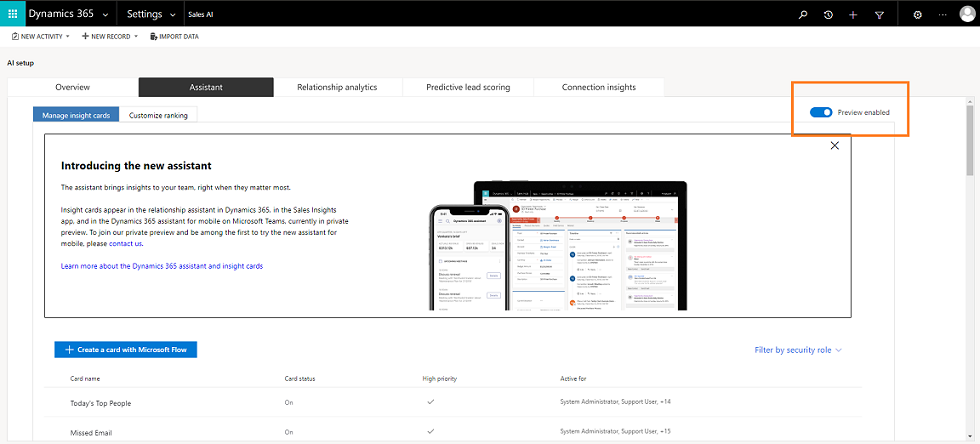 Dynamics 365 Settings Sales AI
NEW ACTIVITY NEW RECORD IMPORT DATA
AI setup
Overview Assistant Relationship analytics Predictive lead scoring Connection insights
Manage insight cards Customize ranking
Preview enabled
Introducing the new assistant
The assistant brings insights to your team, right when they matter most.
Insight cards appear in the relationship assistant in Dynamics 365, in the Sales Insights
app, and in the Dynamics 365 assistant for mobile on Microsoft Teams, currently in private
preview. To join our private preview and be among the first to try the new assistant for
mobile, please contact us.
Learn more about the Dynamics 365 assistant and insight cards
Create a card with Microsoft Flow Filter by security role
Card name Card status High priority Active for
Today's Top People On System Administrator, Support User, +14
Missed Email On System Administrator, Support User, +15